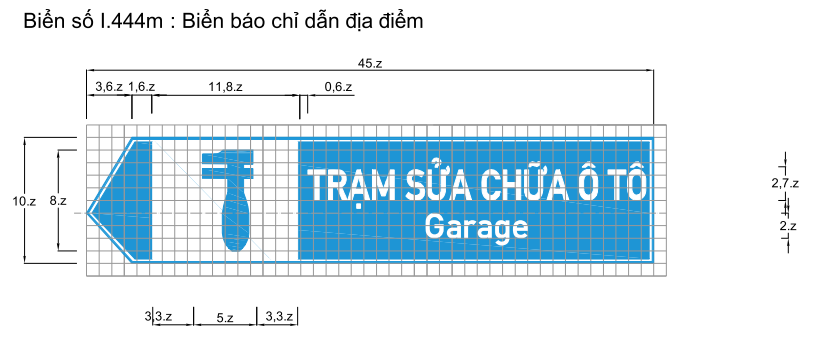 Biển số I.444m : Biển báo chỉ dẫn địa điểm
45.z
3,6.z 1,6.z 11,8.z 0,6.z
TRẠM SỬA CHỮA Ô TÔ
Garage
10.z 8.z
2,7.z
2.z
3,3.z 5.z 3,3.z